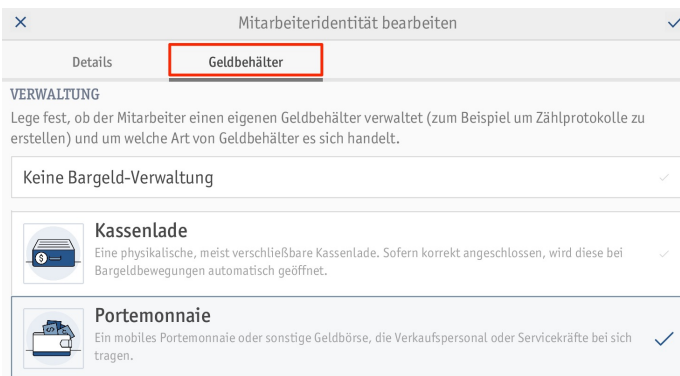 Mitarbeiteridentität bearbeiten
Details
Geldbehälter
VERWALTUNG
Lege fest, ob der Mitarbeiter einen eigenen Geldbehälter verwaltet (zum Beispiel um Zählprotokolle zu
erstellen) und um welche Art von Geldbehälter es sich handelt.
Keine Bargeld-Verwaltung
Kassenlade
Eine physikalische, meist verschließbare Kassenlade. Sofern korrekt angeschlossen, wird diese bei
Bargeldbewegungen automatisch geöffnet.
Portemonnaie
Ein mobiles Portemonnaie oder sonstige Geldbörse, die Verkaufspersonal oder Servicekräfte bei sich
tragen.